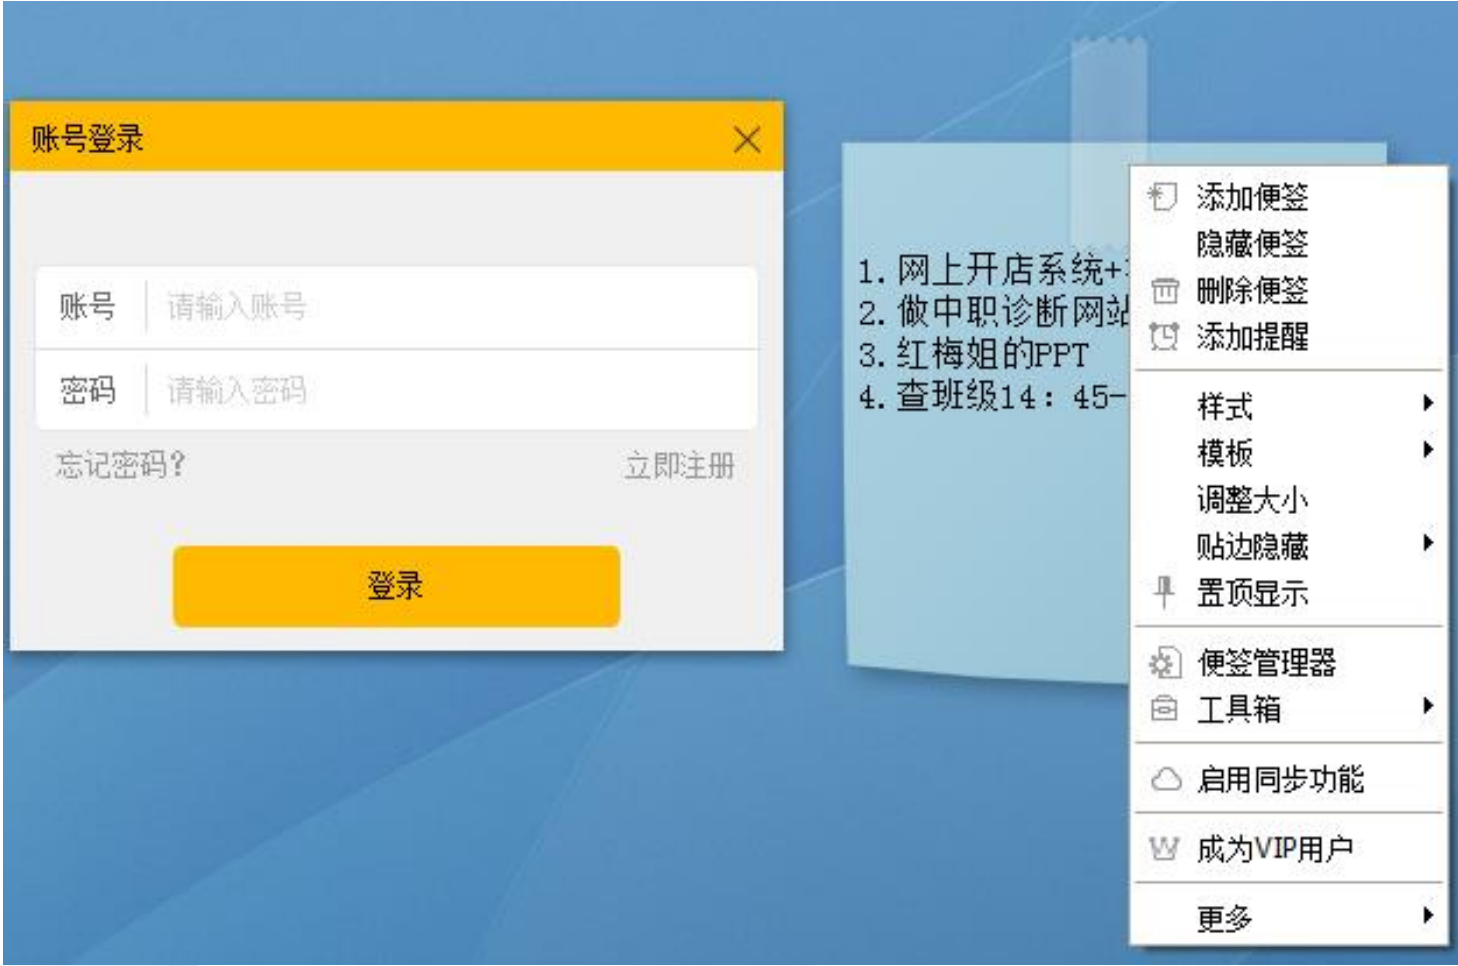 账号登录
账号 请输入账号
密码 请输入密码
忘记密码? 立即注册
登录
1. 网上开店系统+
2. 做中职诊断网站
3. 红梅姐的PPT
4. 查班级14: 45-
添加便签
隐藏便签
删除便签
添加提醒
样式
模板
调整大小
贴边隐藏
置顶显示
便签管理器
工具箱
启用同步功能
成为VIP用户
更多